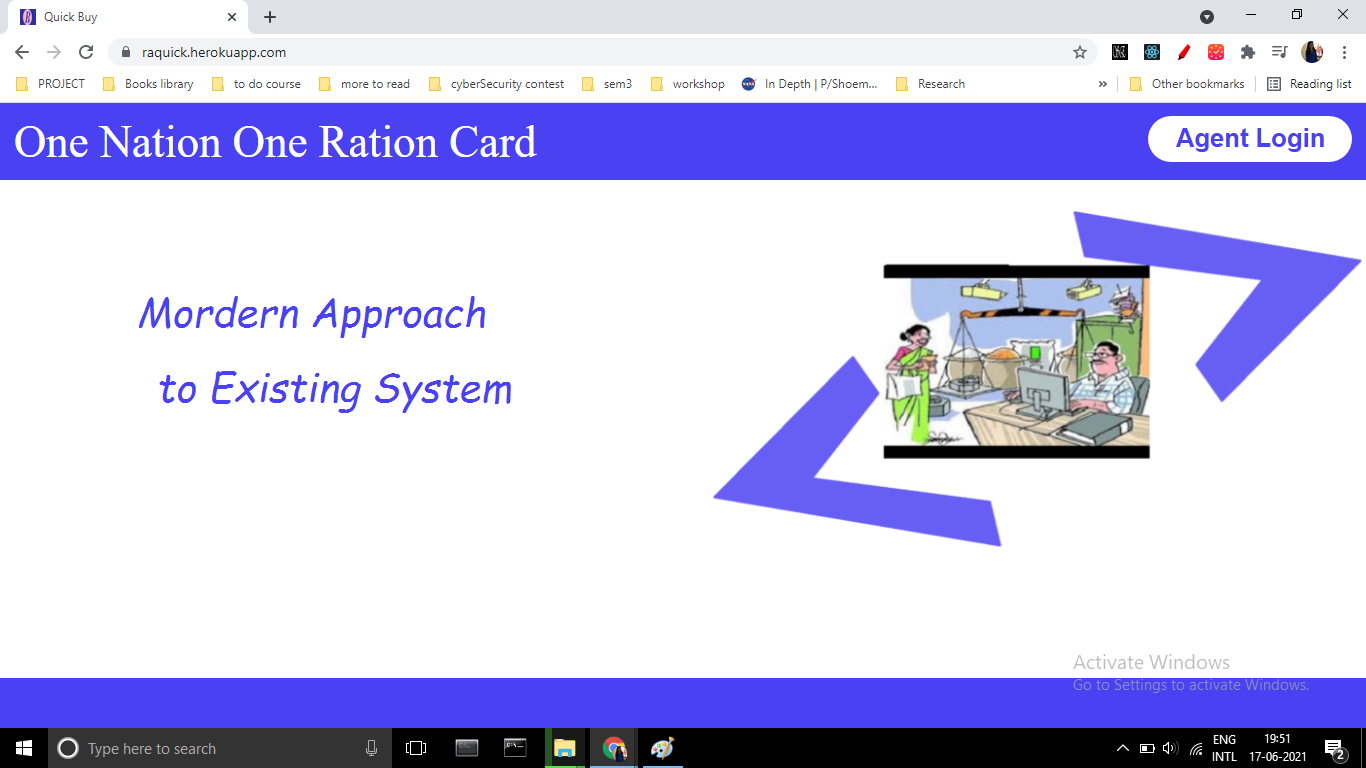 Quick Buy
raquick.herokuapp.com
PROJECT Books library to do course more to read cyberSecurity contest sem3 workshop In Depth | P/Shoem... Research » Other bookmarks Reading list
One Nation One Ration Card Agent Login
Mordern Approach
to Existing System
Activate Windows
Go to Settings to activate Windows.
Type here to search
ENG 19:51
INTL 17-06-2021
2